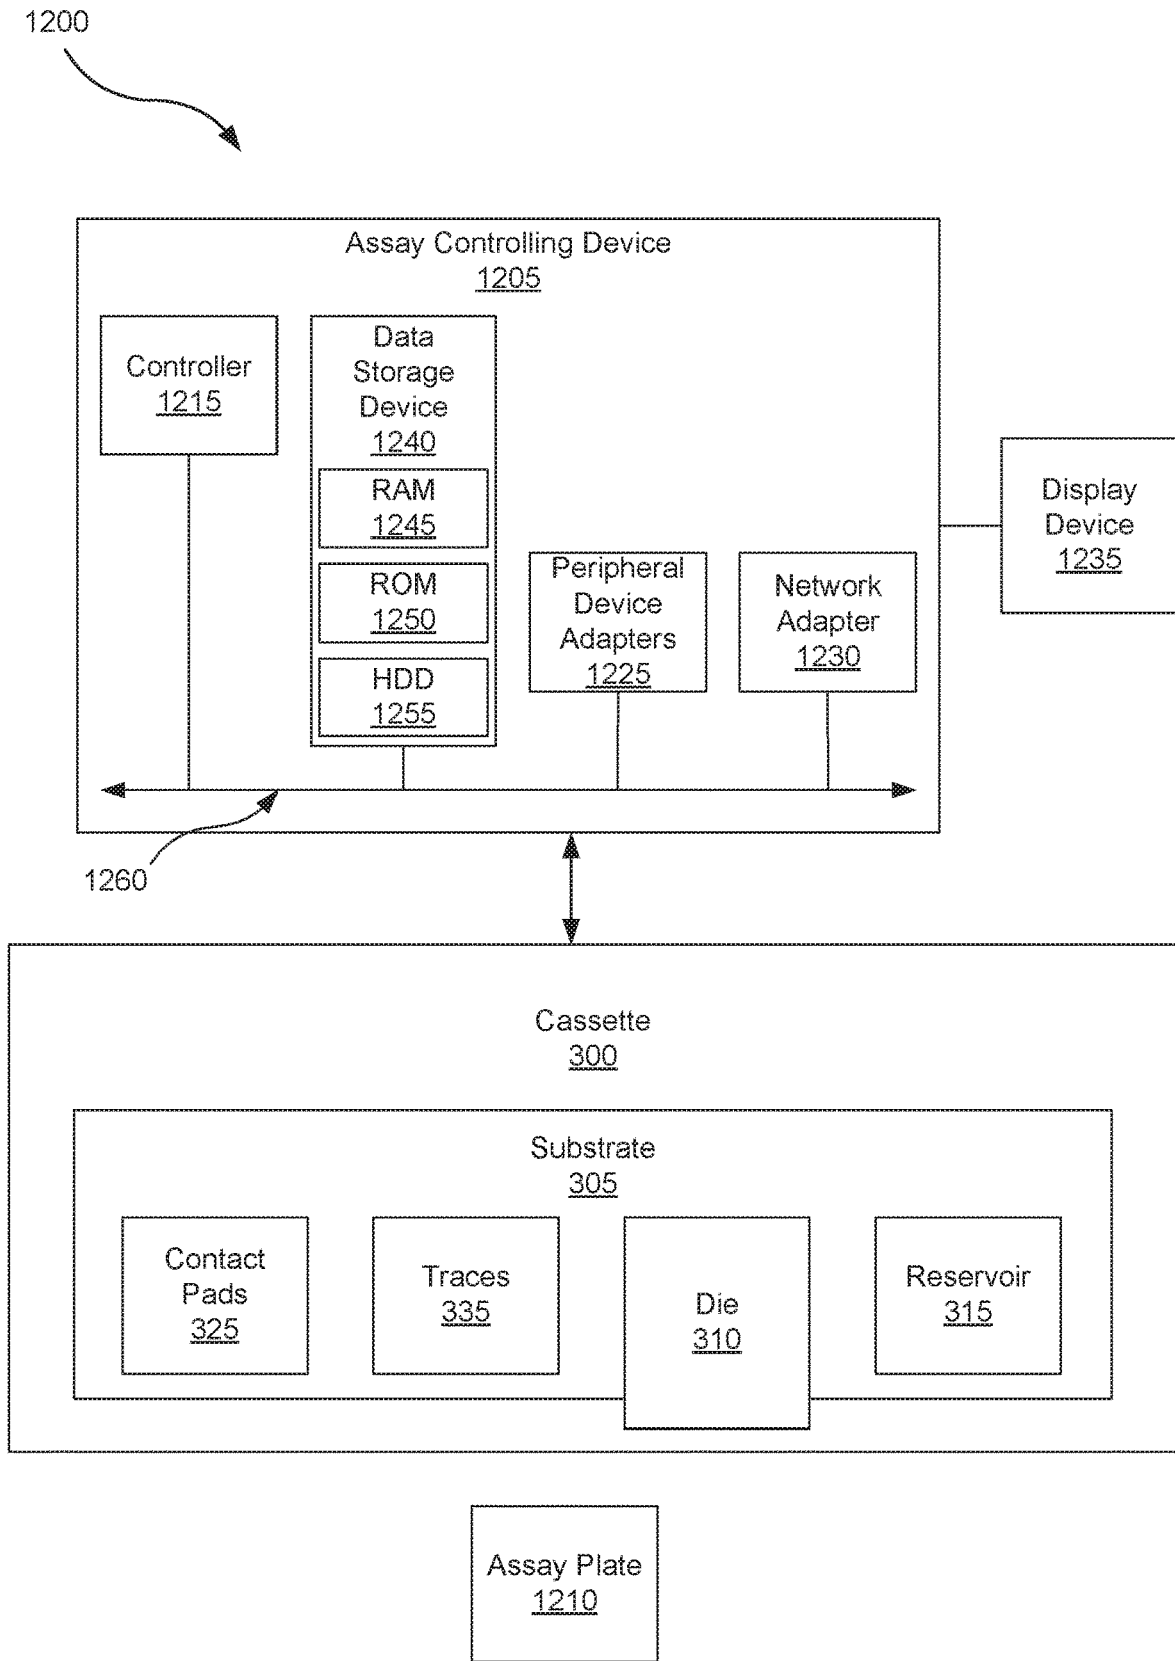 1200
Assay Controlling Device
1205
Controller
1215
Data
Storage
Device
1240
RAM
1245
ROM
1250
HDD
1255
Peripheral
Device
Adapters
1225
Network
Adapter
1230
Display
Device
1235
1260
Cassette
300
Substrate
305
Contact
Pads
325
Traces
335
Die
310
Reservoir
315
Assay Plate
1210